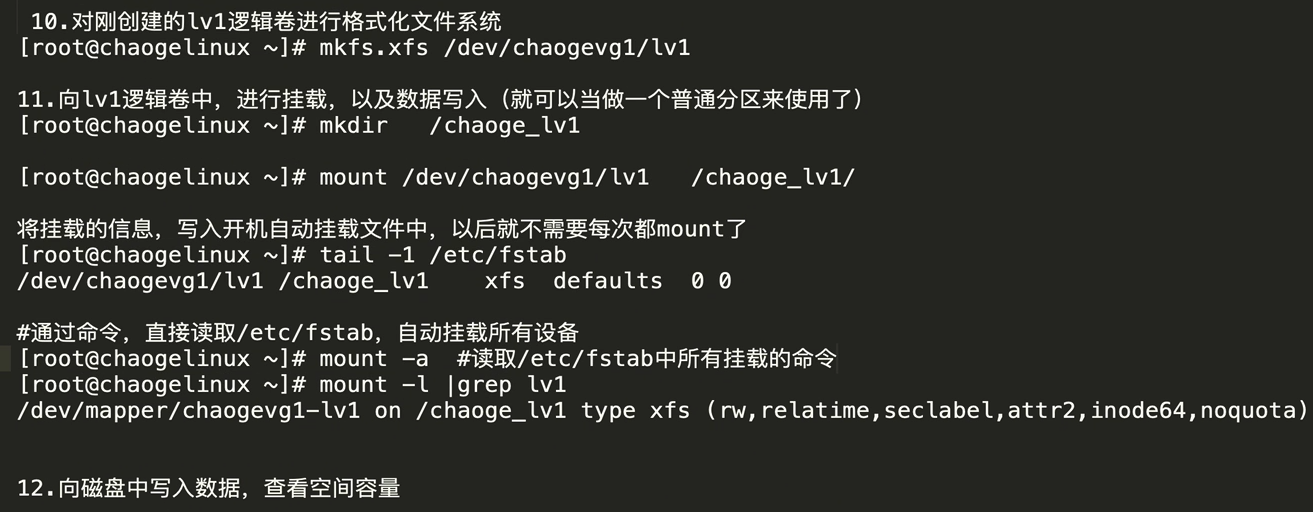 10.对刚创建的lv1逻辑卷进行格式化文件系统
[root@chaogelinux ~]# mkfs.xfs /dev/chaogevg1/lv1
11.向lv1逻辑卷中，进行挂载，以及数据写入（就可以当做一个普通分区来使用了）
[root@chaogelinux ~]# mkdir   /chaoge_lv1
[root@chaogelinux ~]# mount /dev/chaogevg1/lv1   /chaoge_lv1/
将挂载的信息，写入开机自动挂载文件中，以后就不需要每次都mount了
[root@chaogelinux ~]# tail -1 /etc/fstab
/dev/chaogevg1/lv1 /chaoge_lv1    xfs  defaults  0 0
#通过命令，直接读取/etc/fstab，自动挂载所有设备
[root@chaogelinux ~]# mount -a  #读取/etc/fstab中所有挂载的命令
[root@chaogelinux ~]# mount -l |grep lv1
/dev/mapper/chaogevg1-lv1 on /chaoge_lv1 type xfs (rw,relatime,seclabel,attr2,inode64,noquota)
12.向磁盘中写入数据，查看空间容量